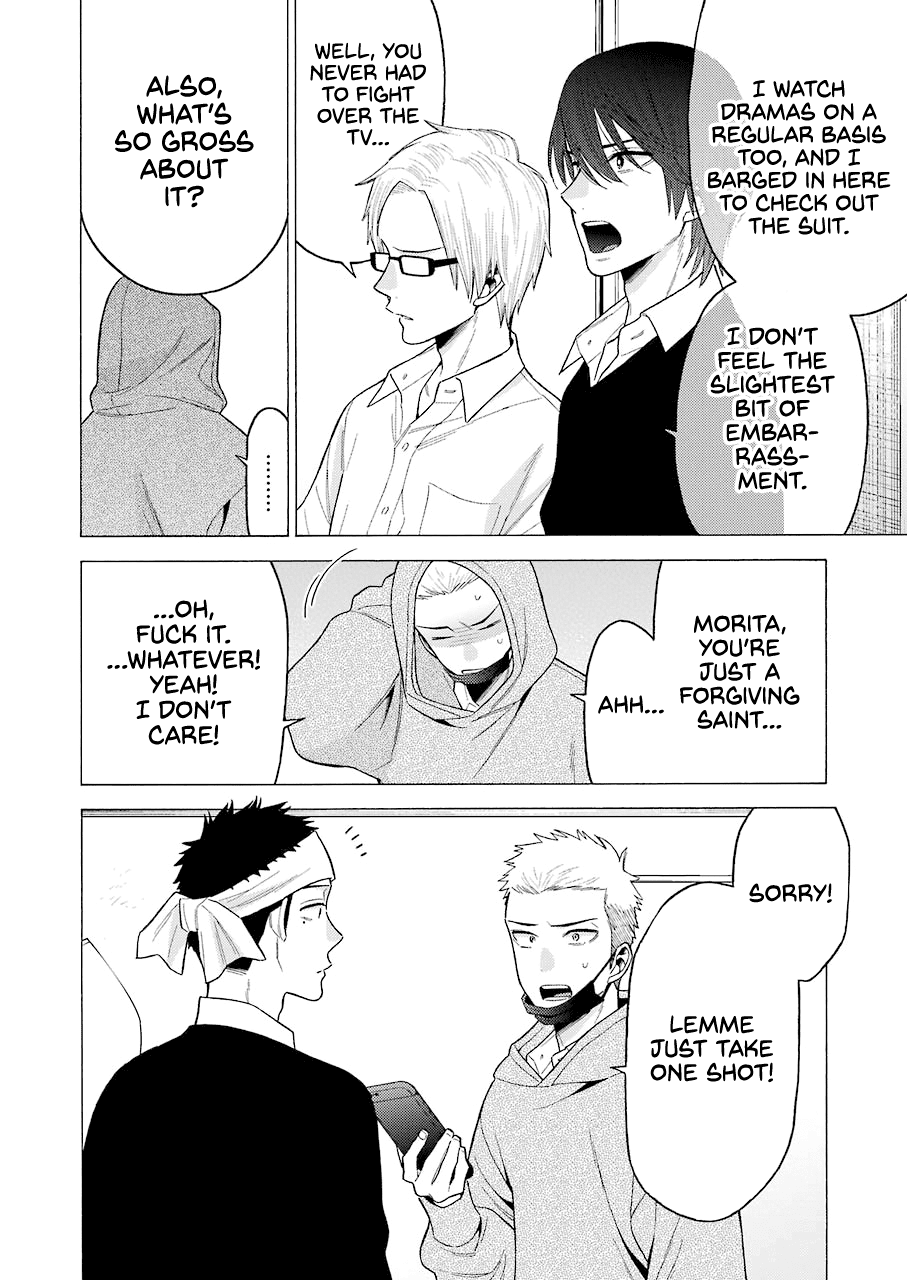 I WATCH
DRAMAS ON A
REGULAR BASIS
TOO, AND I
BARGED IN HERE
TO CHECK OUT
THE SUIT.
I DON'T
FEEL THE
SLIGHTEST
BIT OF
EMBAR-
RASS-
MENT.
WELL, YOU
NEVER HAD
TO FIGHT
OVER THE
TV...
ALSO,
WHAT'S
SO GROSS
ABOUT
IT?
.........
MORITA,
YOU'RE
JUST A
FORGIVING
SAINT...
AHH...
...OH,
FUCK IT.
...WHATEVER!
YEAH!
I DON'T
CARE!
SORRY!
LEMME
JUST TAKE
ONE SHOT!